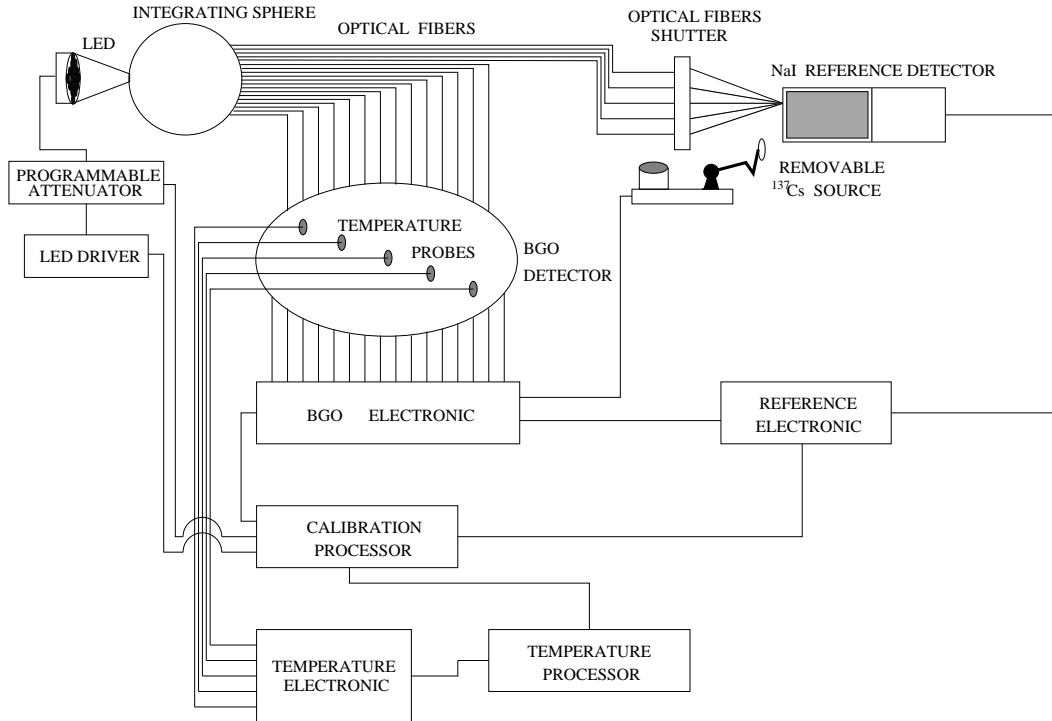 INTEGRATING SPHERE
LED
OPTICAL FIBERS
OPTICAL FIBERS
SHUTTER
NaI REFERENCE DETECTOR
PROGRAMMABLE
ATTENUATOR
REMOVABLE
137Cs SOURCE
LED DRIVER
TEMPERATURE
PROBES
BGO
DETECTOR
BGO ELECTRONIC
REFERENCE
ELECTRONIC
CALIBRATION
PROCESSOR
TEMPERATURE
ELECTRONIC
TEMPERATURE
PROCESSOR